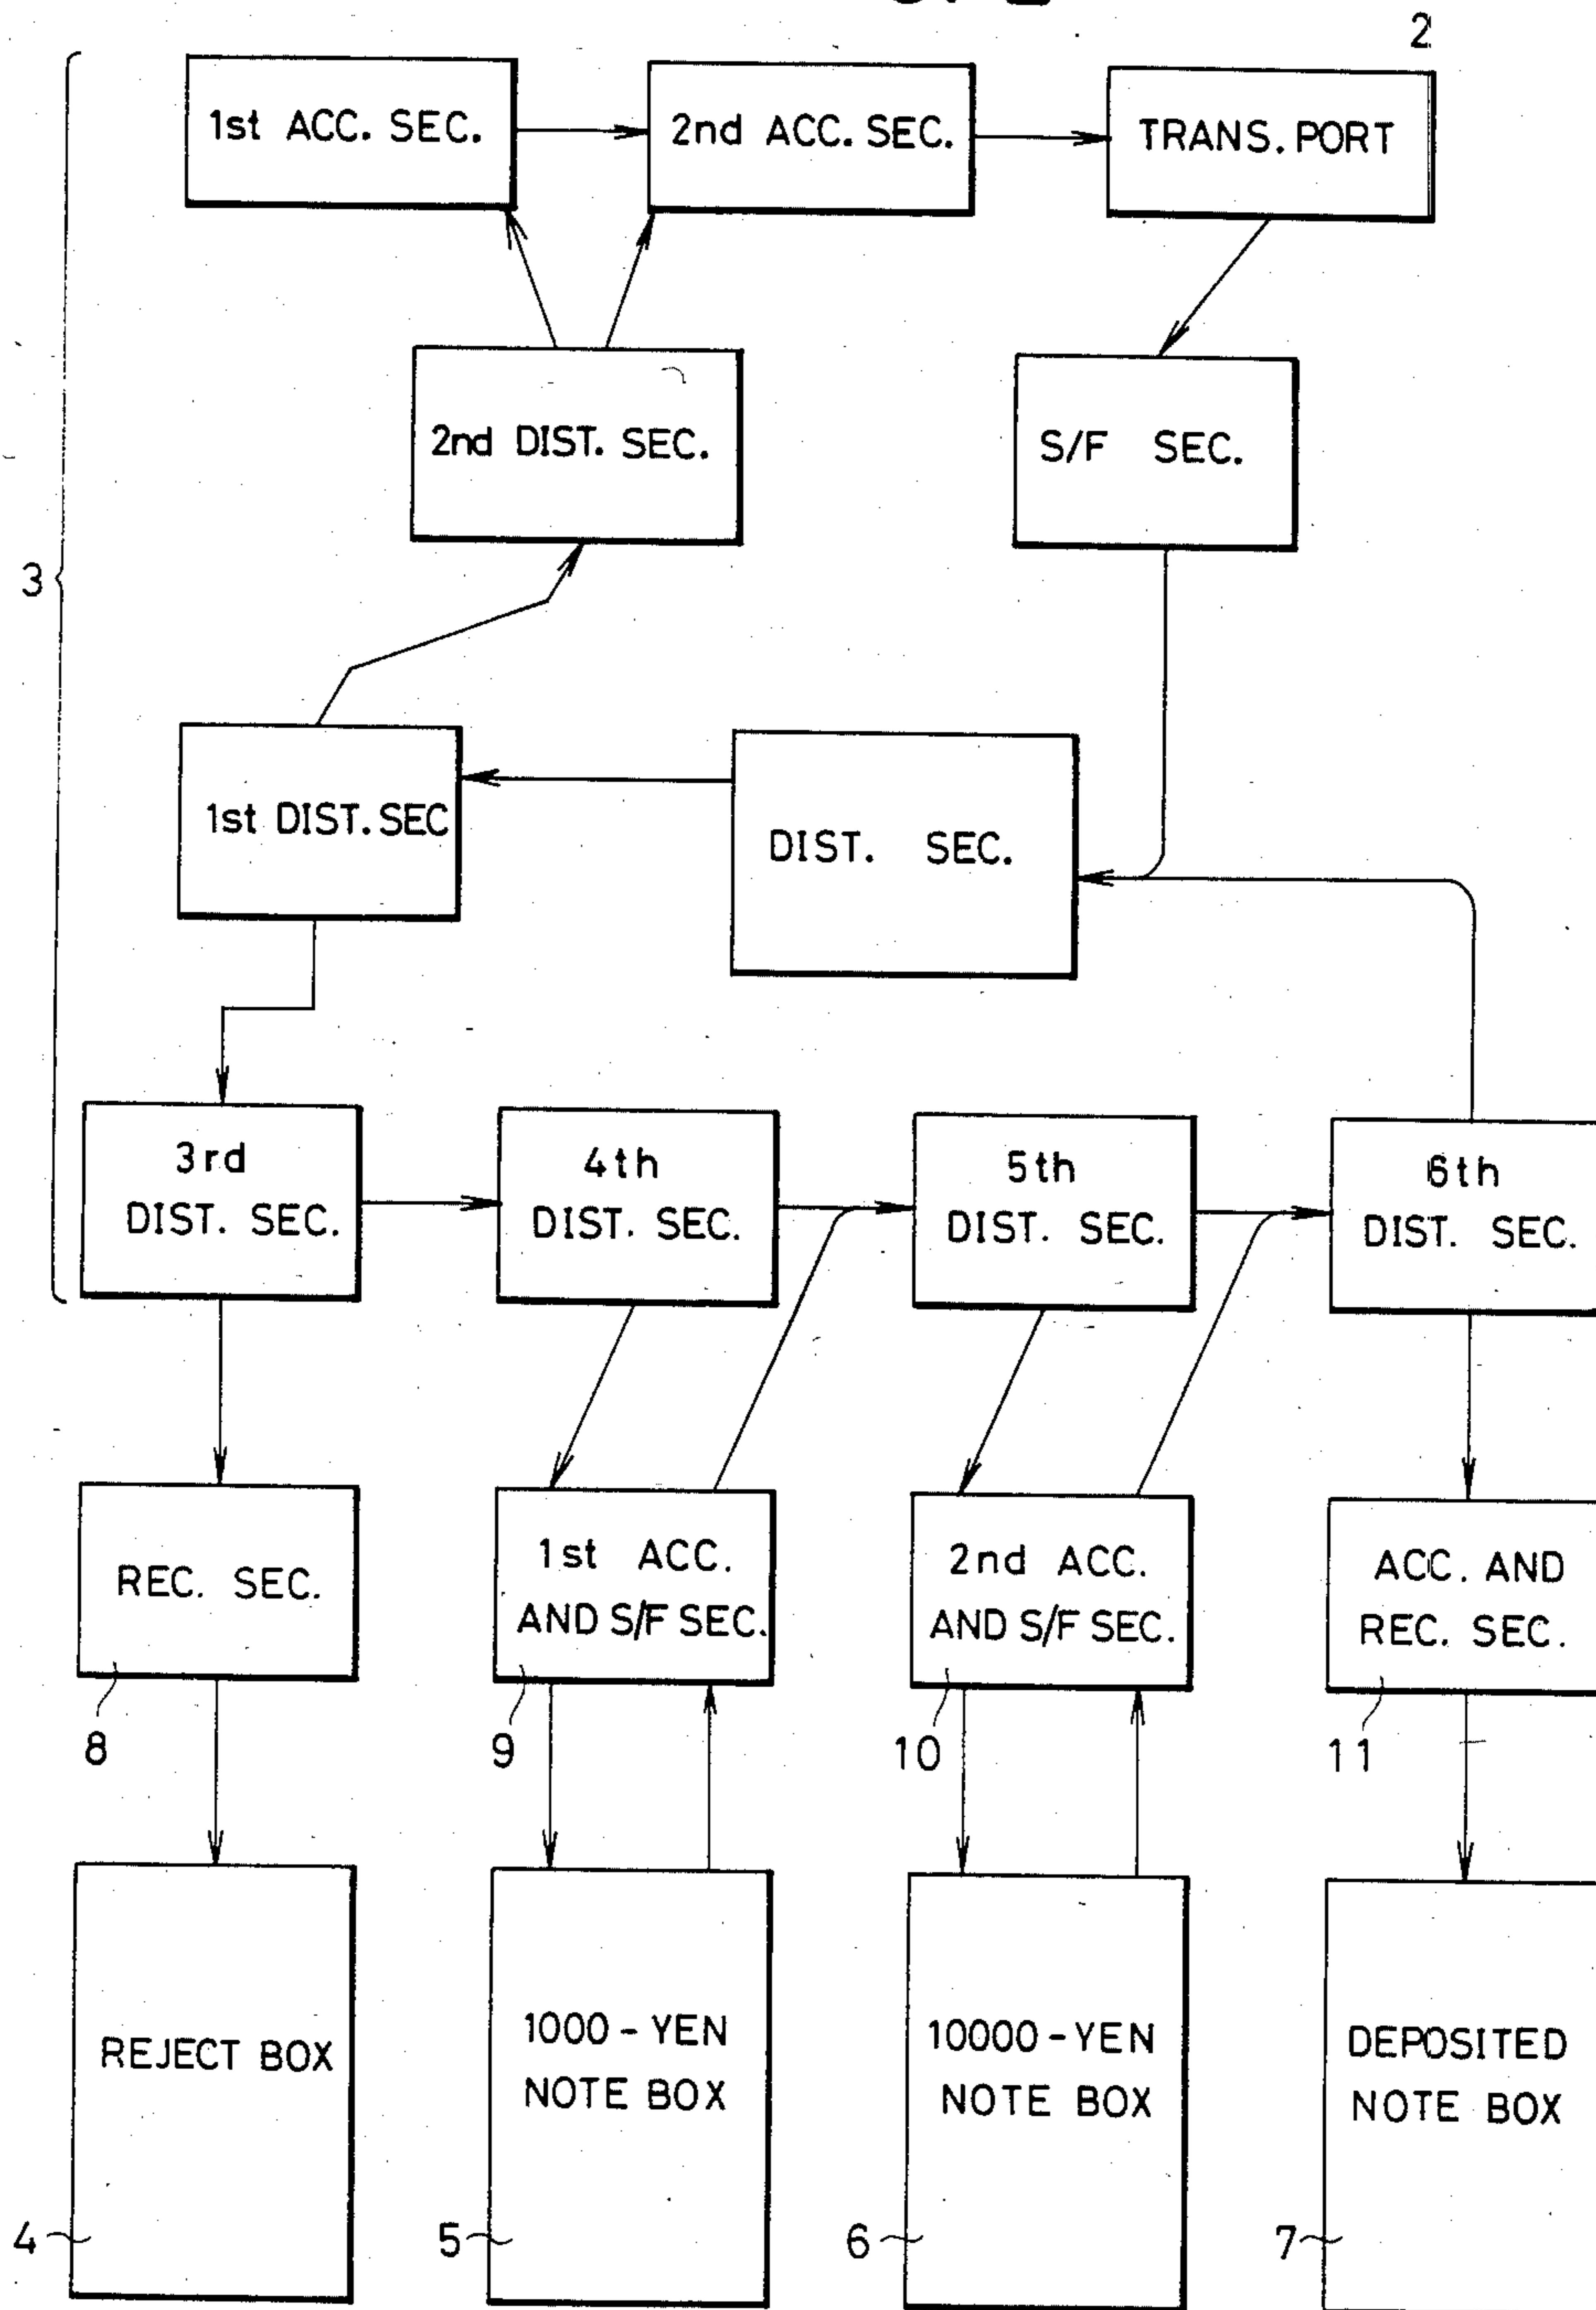 2
1st ACC. SEC.
2nd ACC. SEC.
TRANS. PORT
2nd DIST. SEC.
S/F SEC.
3
1st DIST. SEC
DIST. SEC.
3rd
DIST. SEC.
4th
DIST. SEC.
5th
DIST. SEC.
6th
DIST. SEC.
REC. SEC.
1st ACC.
AND S/F SEC.
2nd ACC.
AND S/F SEC.
ACC. AND
REC. SEC.
8
9
10
11
REJECT BOX
1000-YEN
NOTE BOX
10000-YEN
NOTE BOX
DEPOSITED
NOTE BOX
4
5
6
7